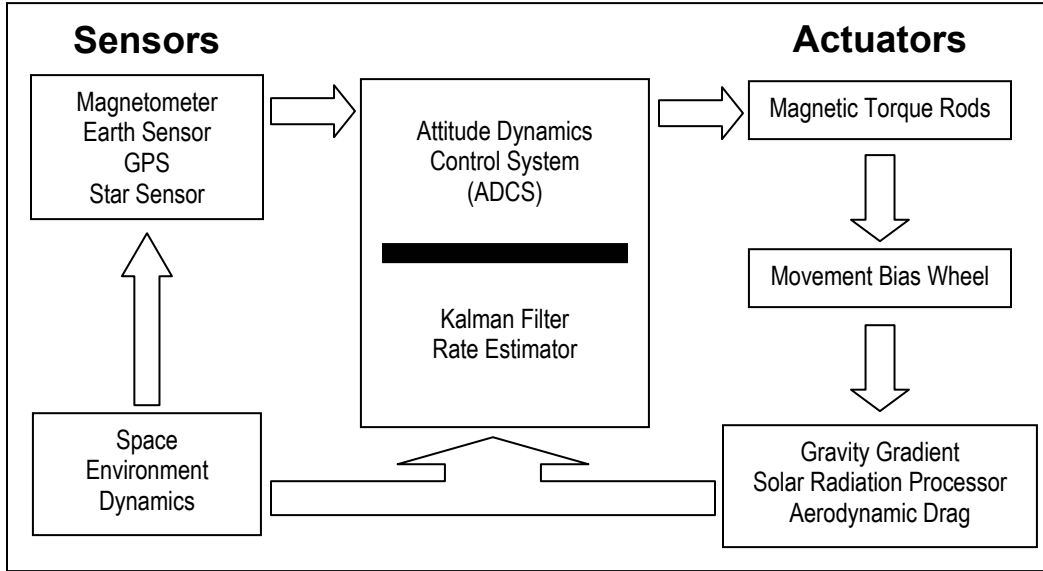 Sensors
Actuators
Magnetometer
Earth Sensor
GPS
Star Sensor
Attitude Dynamics
Control System
(ADCS)
Kalman Filter
Rate Estimator
Magnetic Torque Rods
Movement Bias Wheel
Space
Environment
Dynamics
Gravity Gradient
Solar Radiation Processor
Aerodynamic Drag